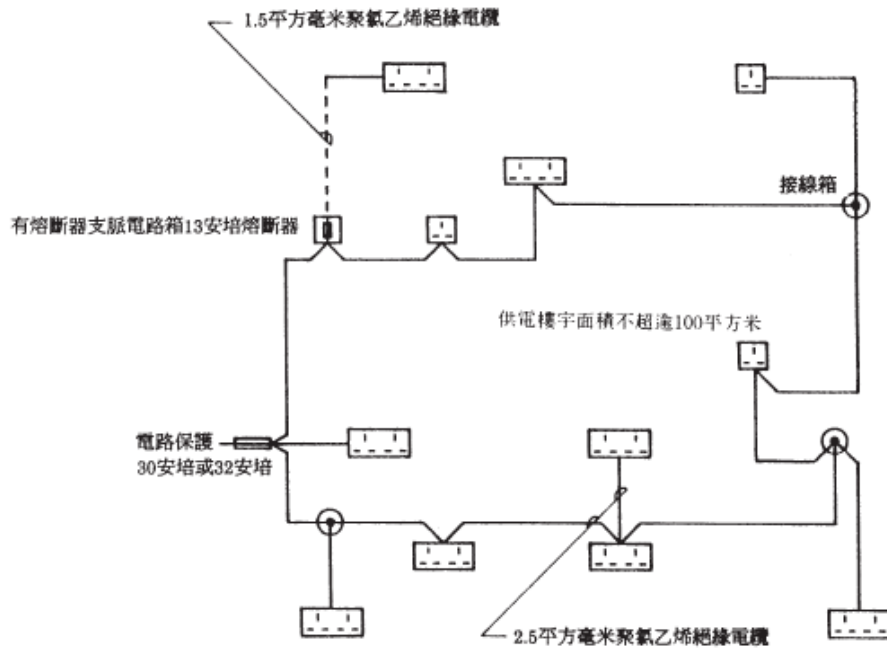 1.5平方毫米聚氯乙烯絕緣電纜
接線箱
有熔斷器支脈電路箱13安培熔斷器
供電樓宇面積不超逾100平方米
電路保護
30安培或32安培
2.5平方毫米聚氯乙烯絕緣電纜